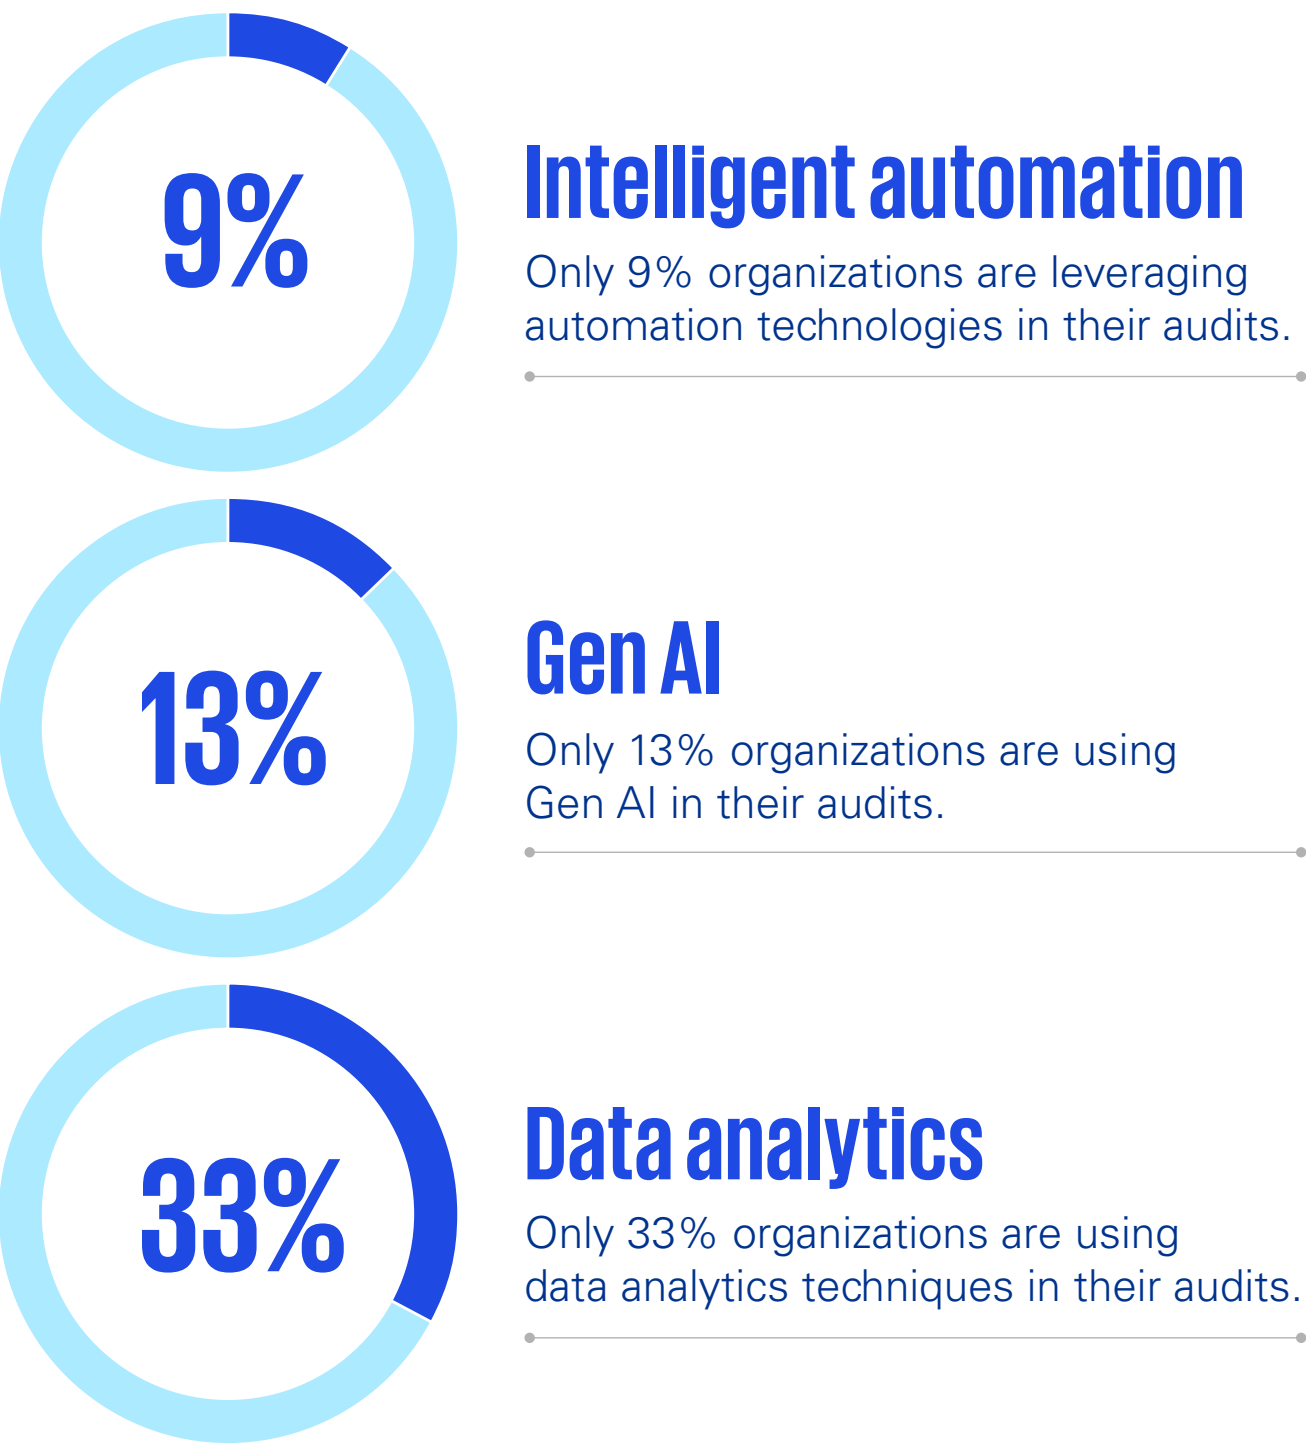 9%
Intelligent automation
Only 9% organizations are leveraging
automation technologies in their audits.
13%
Gen AI
Only 13% organizations are using
Gen AI in their audits.
33%
Data analytics
Only 33% organizations are using
data analytics techniques in their audits.